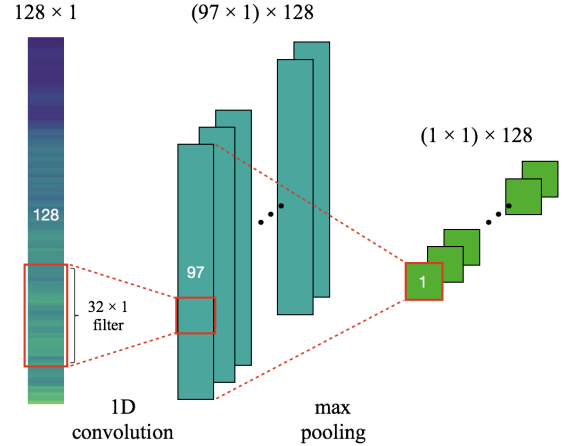 128 × 1
(97 × 1) × 128
(1 × 1) × 128
128
97
1
32 × 1
filter
1D
convolution
max
pooling